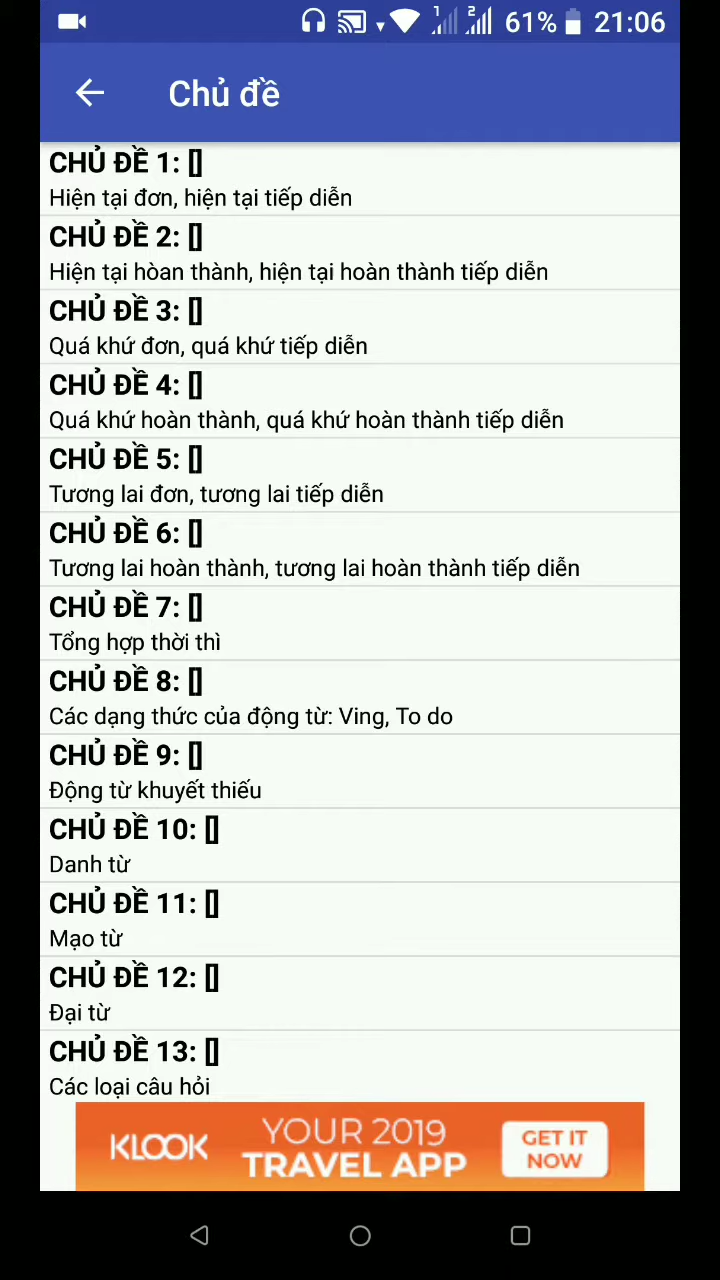 1 2 61% 21:06
Chủ đề
CHỦ ĐỀ 1: []
Hiện tại đơn, hiện tại tiếp diễn
CHỦ ĐỀ 2: []
Hiện tại hòan thành, hiện tại hoàn thành tiếp diễn
CHỦ ĐỀ 3: []
Quá khứ đơn, quá khứ tiếp diễn
CHỦ ĐỀ 4: []
Quá khứ hoàn thành, quá khứ hoàn thành tiếp diễn
CHỦ ĐỀ 5: []
Tương lai đơn, tương lai tiếp diễn
CHỦ ĐỀ 6: []
Tương lai hoàn thành, tương lai hoàn thành tiếp diễn
CHỦ ĐỀ 7: []
Tổng hợp thời thì
CHỦ ĐỀ 8: []
Các dạng thức của động từ: Ving, To do
CHỦ ĐỀ 9: []
Động từ khuyết thiếu
CHỦ ĐỀ 10: []
Danh từ
CHỦ ĐỀ 11: []
Mạo từ
CHỦ ĐỀ 12: []
Đại từ
CHỦ ĐỀ 13: []
Các loại câu hỏi
KLOOK
YOUR 2019
TRAVEL APP
GET IT
NOW